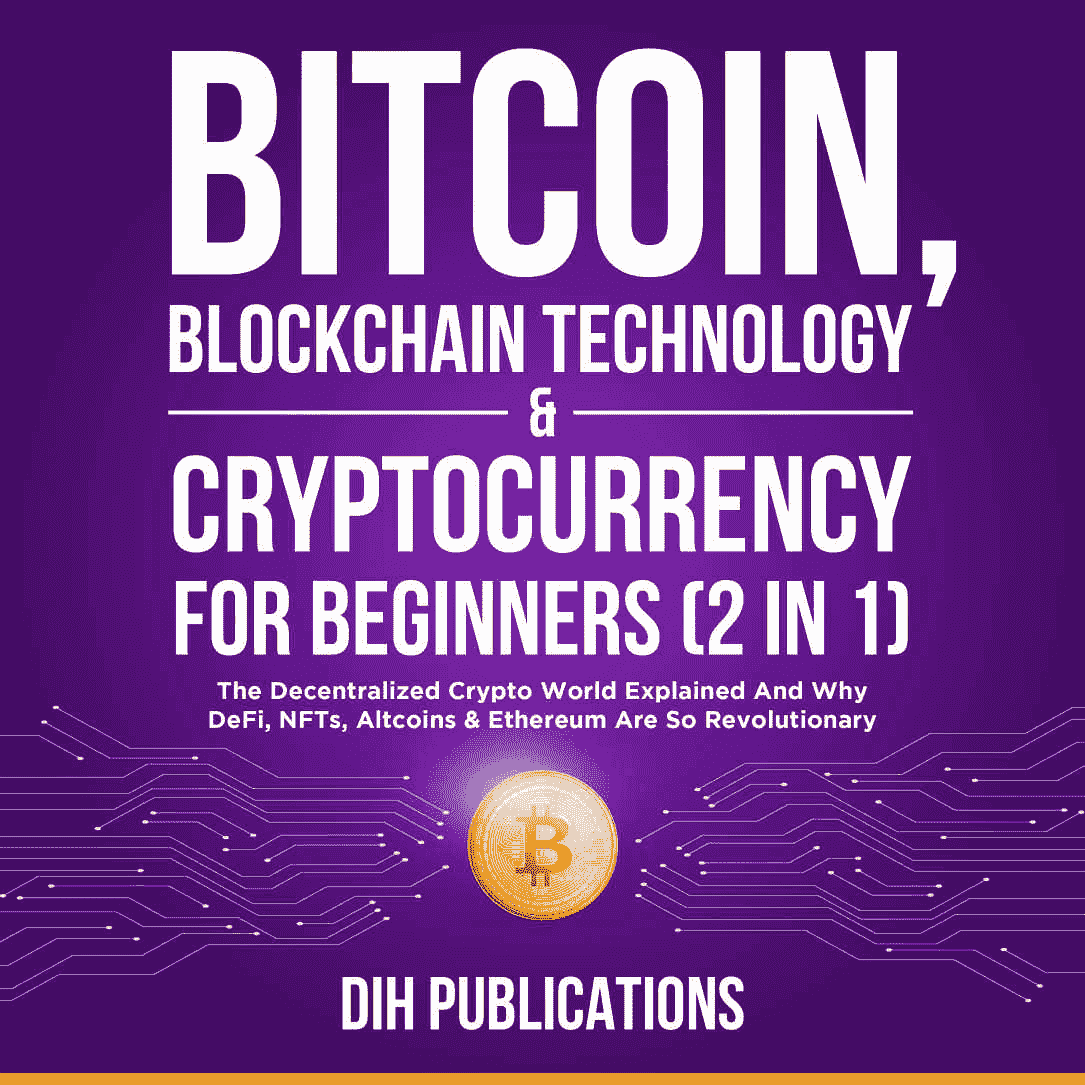 BITCOIN,
BLOCKCHAIN TECHNOLOGY
&
CRYPTOCURRENCY
FOR BEGINNERS (2 IN 1)
The Decentralized Crypto World Explained And Why
DeFi, NFTs, Altcoins & Ethereum Are So Revolutionary
DIH PUBLICATIONS